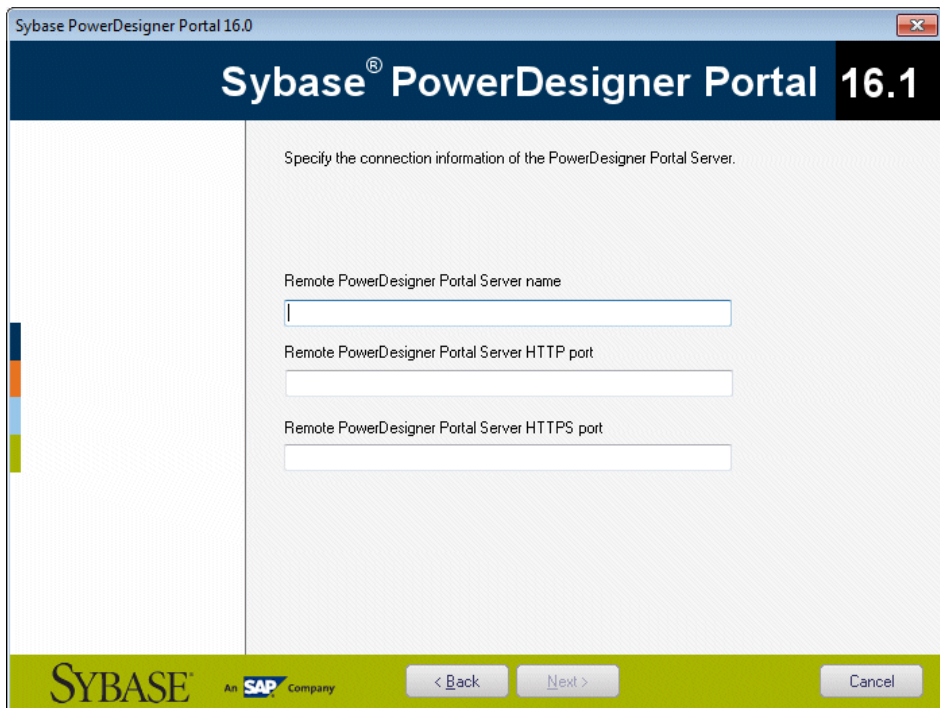 Sybase PowerDesigner Portal 16.0
Sybase® PowerDesigner Portal 16.1
Specify the connection information of the PowerDesigner Portal Server.
Remote PowerDesigner Portal Server name
Remote PowerDesigner Portal Server HTTP port
Remote PowerDesigner Portal Server HTTPS port
SYBASE An SAP Company < Back Next > Cancel